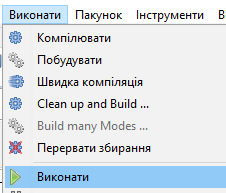 Виконати Пакунок Інструменти В
Компілювати
Побудувати
Швидка компіляція
Clean up and Build ...
Build many Modes ...
Перервати збирання
Виконати